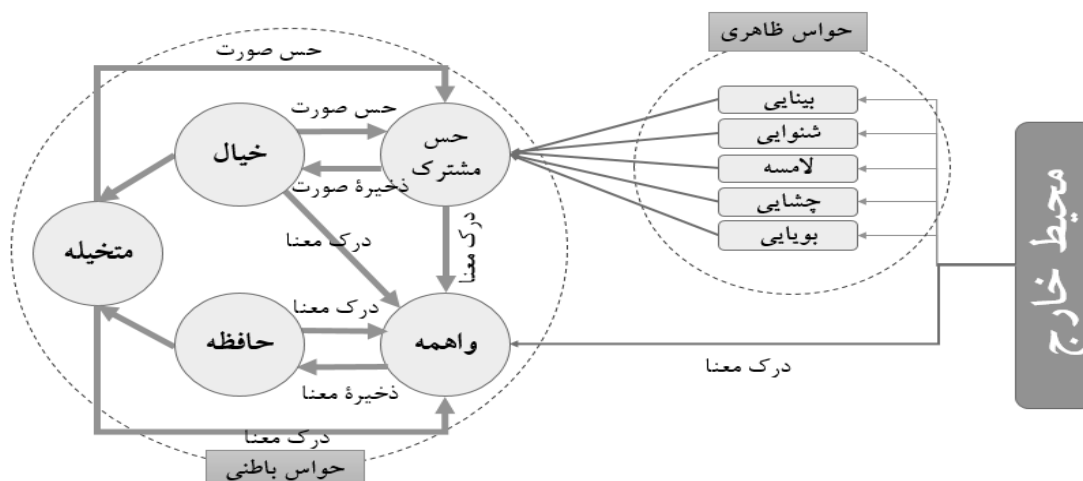 حواس ظاهری
بینایی
شنوایی
لامسه
چشایی
بویایی
محیط خارج
درک معنا
حس صورت
حس صورت
ذخیرهٔ صورت
درک معنا
درک معنا
درک معنا
ذخیرهٔ معنا
درک معنا
حس
مشترک
خیال
متخیله
حافظه
واهمه
حواس باطنی